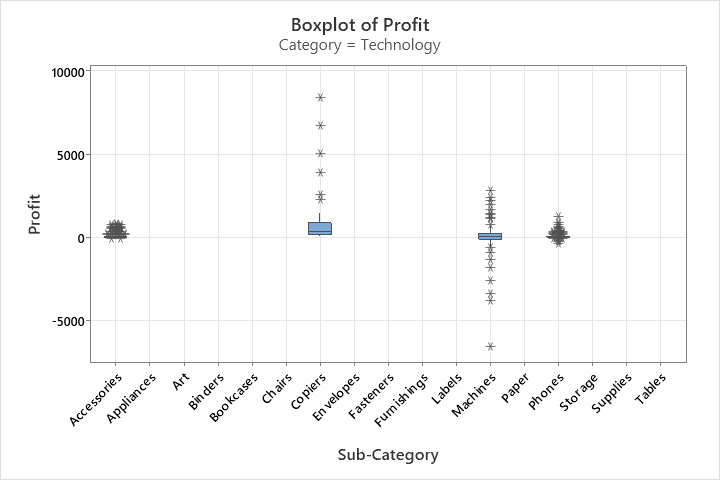 Boxplot of Profit
Category = Technology
10000
5000
0
-5000
Profit
Accessories
Appliances
Art
Binders
Bookcases
Chairs
Copiers
Envelopes
Fasteners
Furnishings
Labels
Machines
Paper
Phones
Storage
Supplies
Tables
Sub-Category